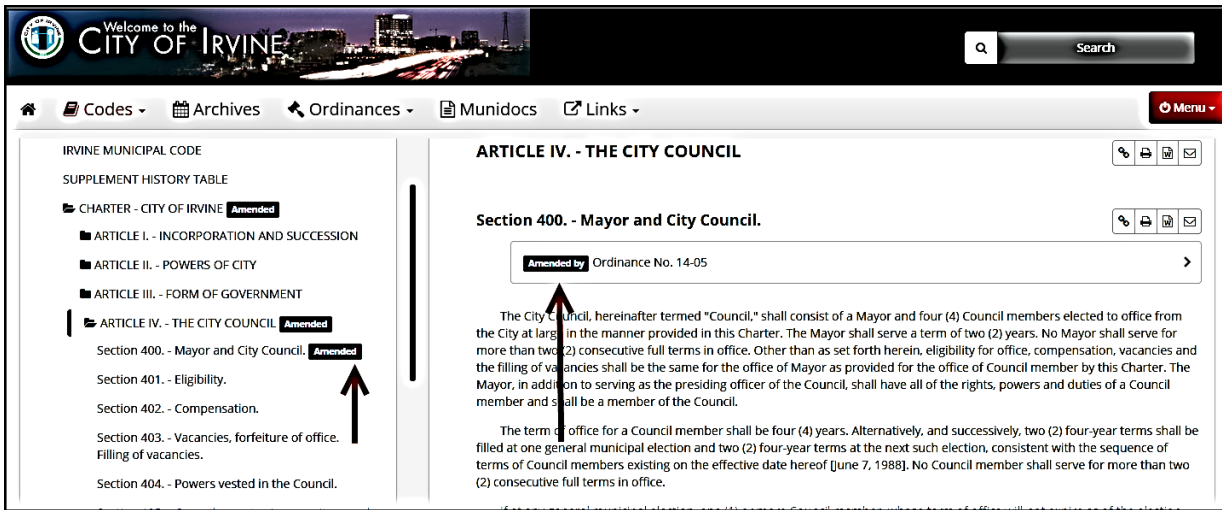 Welcome to the
CITY OF IRVINE
Search
Codes
Archives
Ordinances
Munidocs
Links
Menu
IRVINE MUNICIPAL CODE
SUPPLEMENT HISTORY TABLE
CHARTER - CITY OF IRVINE Amended
ARTICLE I. - INCORPORATION AND SUCCESSION
ARTICLE II. - POWERS OF CITY
ARTICLE III. - FORM OF GOVERNMENT
ARTICLE IV. - THE CITY COUNCIL Amended
Section 400. - Mayor and City Council. Amended
Section 401. - Eligibility.
Section 402. - Compensation.
Section 403. - Vacancies, forfeiture of office.
Filling of vacancies.
Section 404. - Powers vested in the Council.
ARTICLE IV. - THE CITY COUNCIL
Section 400. - Mayor and City Council.
Amended by Ordinance No. 14-05
The City Council, hereinafter termed "Council," shall consist of a Mayor and four (4) Council members elected to office from
the City at large in the manner provided in this Charter. The Mayor shall serve a term of two (2) years. No Mayor shall serve for
more than two (2) consecutive full terms in office. Other than as set forth herein, eligibility for office, compensation, vacancies and
the filling of vacancies shall be the same for the office of Mayor as provided for the office of Council member by this Charter. The
Mayor, in addition to serving as the presiding officer of the Council, shall have all of the rights, powers and duties of a Council
member and shall be a member of the Council.
The term of office for a Council member shall be four (4) years. Alternatively, and successively, two (2) four-year terms shall be
filled at one general municipal election and two (2) four-year terms at the next such election, consistent with the sequence of
terms of Council members existing on the effective date hereof [June 7, 1988]. No Council member shall serve for more than two
(2) consecutive full terms in office.